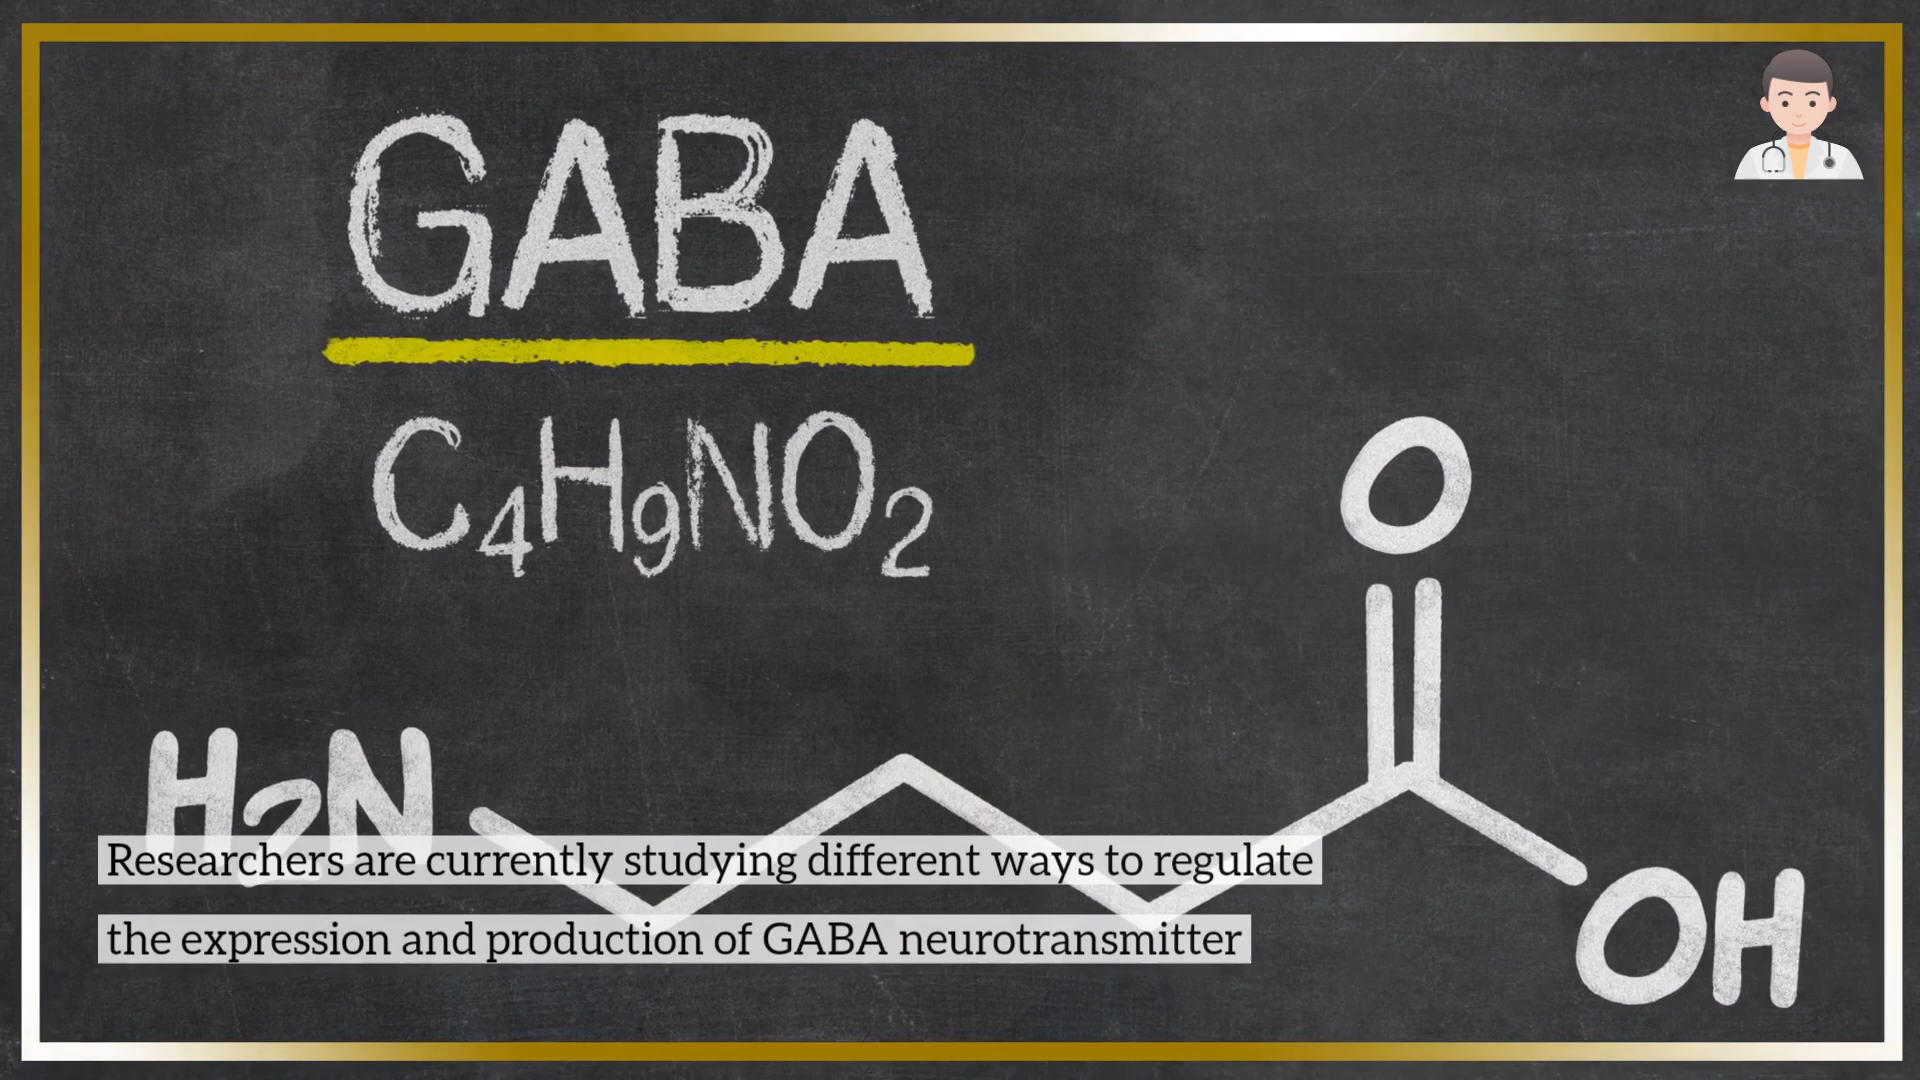 GABA
C₄H₉NO₂
O
H₂N
OH
Researchers are currently studying different ways to regulate
the expression and production of GABA neurotransmitter